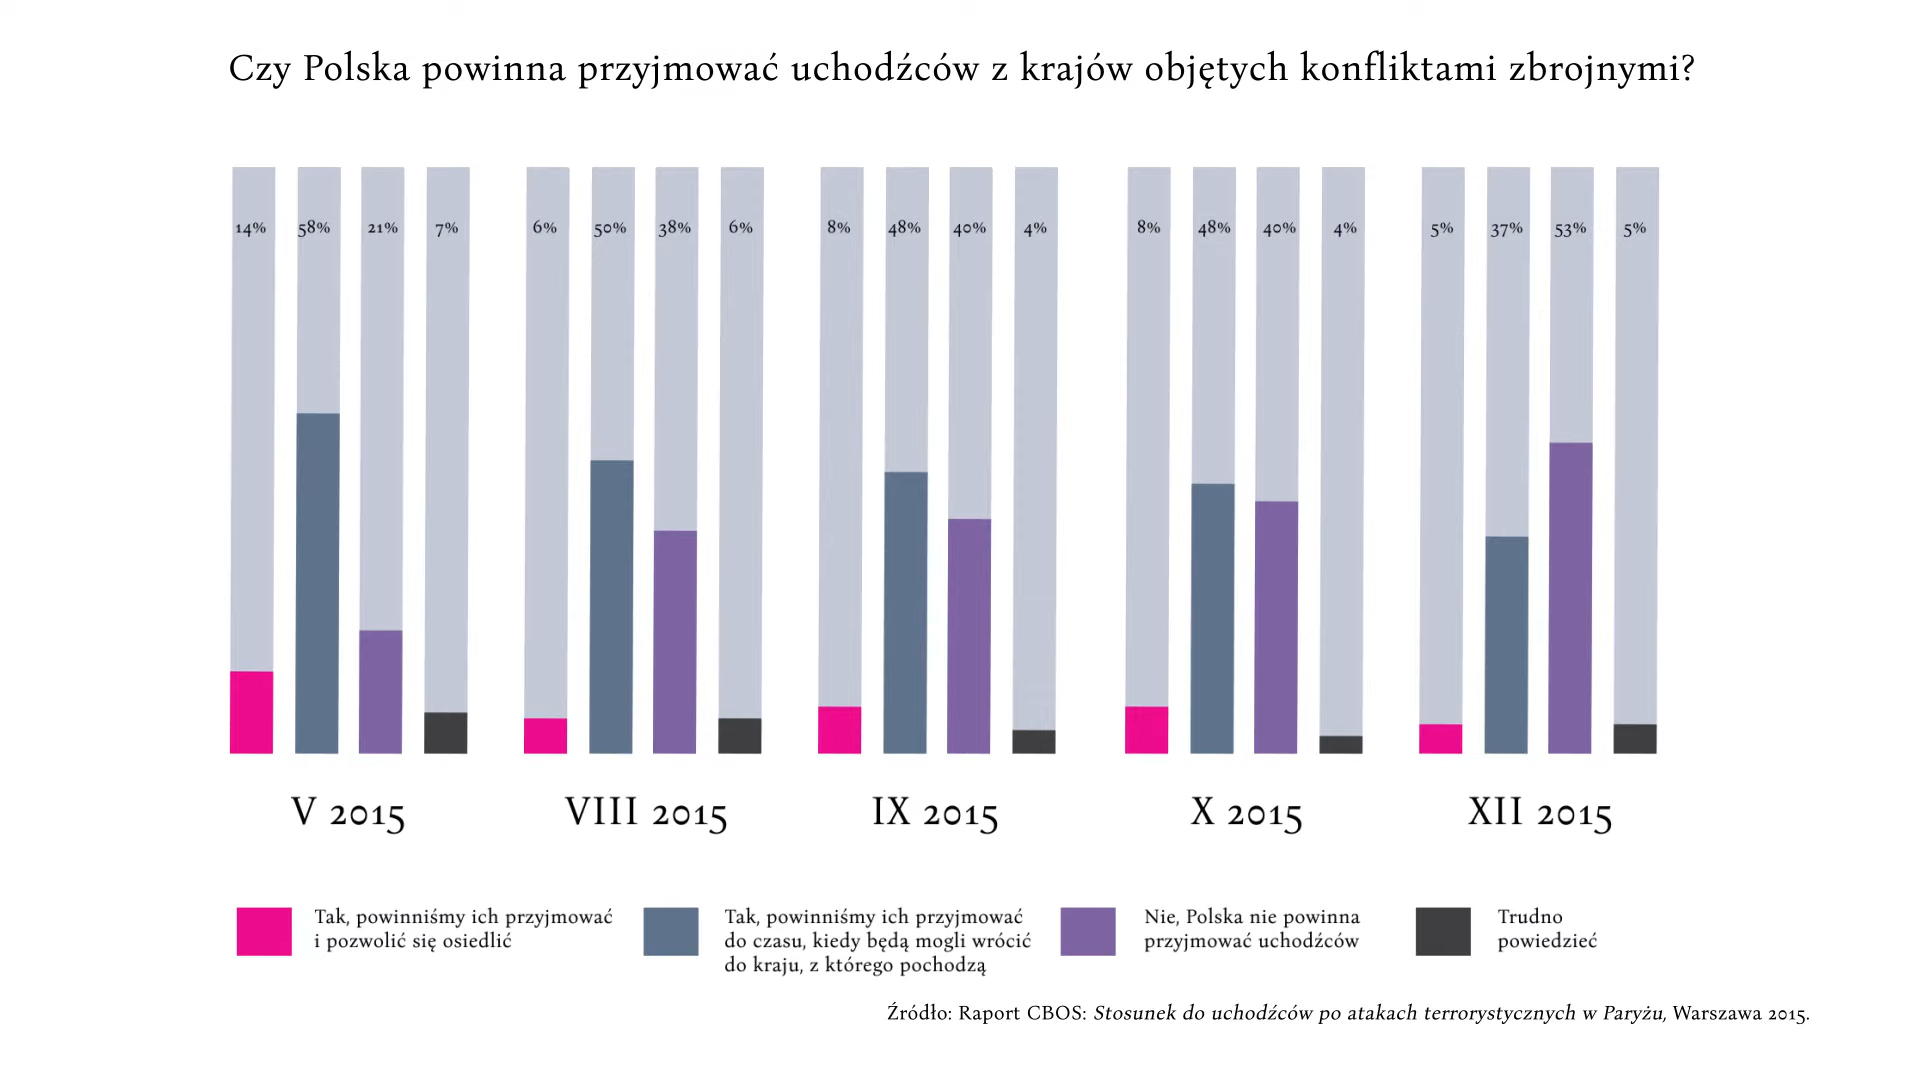 Czy Polska powinna przyjmować uchodźców z krajów objętych konfliktami zbrojnymi?
14% 58% 21% 7% 6% 50% 38% 6% 8% 48% 40% 4% 8% 48% 40% 4% 5% 37% 53% 5%
V 2015 VIII 2015 IX 2015 X 2015 XII 2015
Tak, powinniśmy ich przyjmować
i pozwolić się osiedlić
Tak, powinniśmy ich przyjmować
do czasu, kiedy będą mogli wrócić
do kraju, z którego pochodzą
Nie, Polska nie powinna
przyjmować uchodźców
Trudno
powiedzieć
Źródło: Raport CBOS: Stosunek do uchodźców po atakach terrorystycznych w Paryżu, Warszawa 2015.